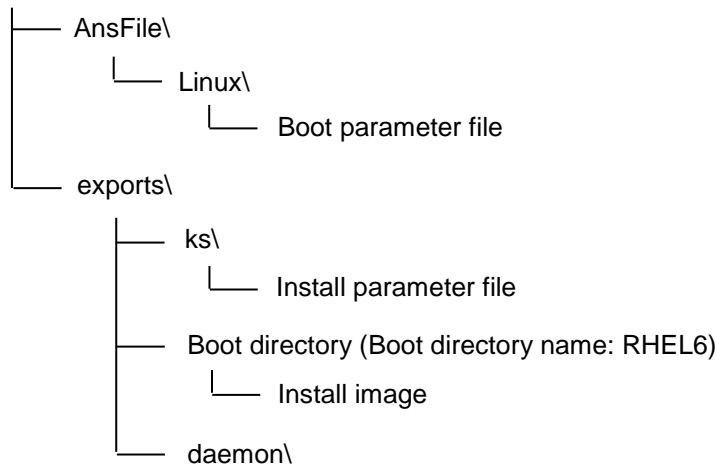 AnsFile\
Linux\
Boot parameter file
exports\
ks\
Install parameter file
Boot directory (Boot directory name: RHEL6)
Install image
daemon\